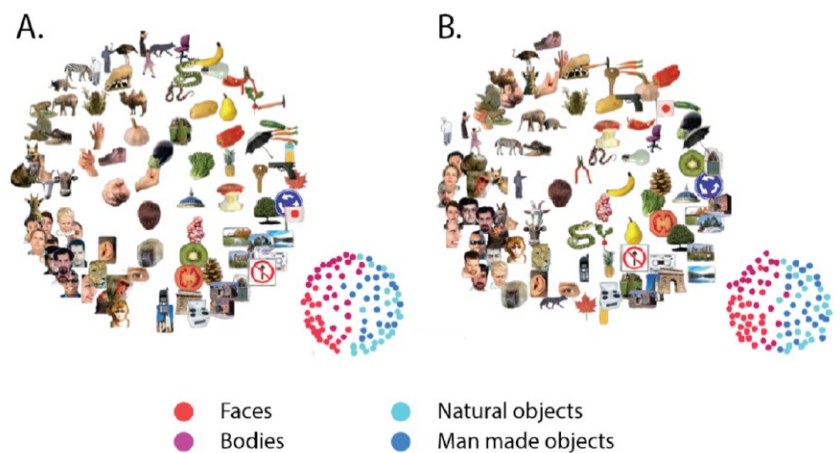 A.
B.
Faces
Natural objects
Bodies
Man made objects